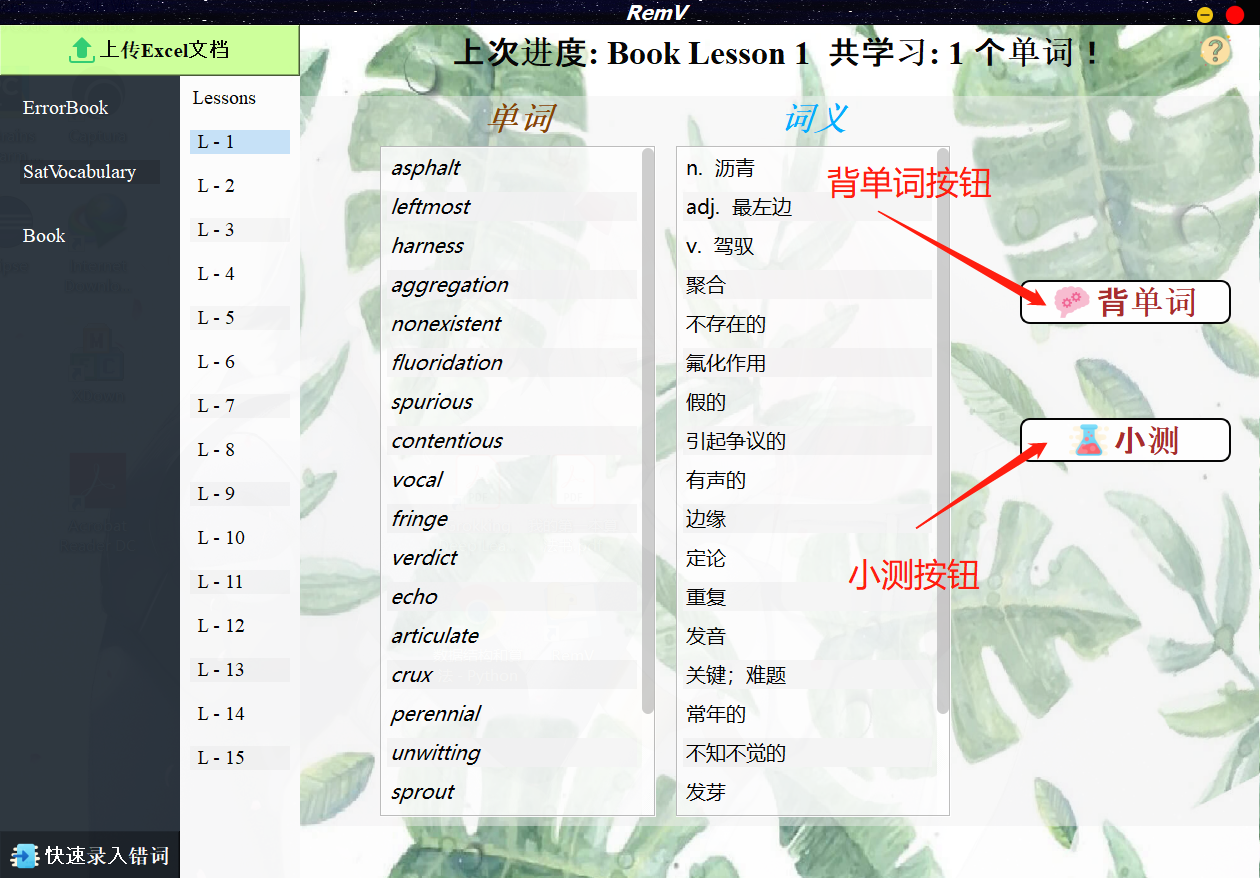 RemV
上传Excel文档
上次进度: Book Lesson 1 共学习: 1 个单词！
ErrorBook
SatVocabulary
Book
Lessons
L - 1
L - 2
L - 3
L - 4
L - 5
L - 6
L - 7
L - 8
L - 9
L - 10
L - 11
L - 12
L - 13
L - 14
L - 15
单词
词义
asphalt
n. 沥青
leftmost
adj. 最左边
harness
v. 驾驭
aggregation
聚合
nonexistent
不存在的
fluoridation
氟化作用
spurious
假的
contentious
引起争议的
vocal
有声的
fringe
边缘
verdict
定论
echo
重复
articulate
发音
crux
关键；难题
perennial
常年的
unwitting
不知不觉的
sprout
发芽
背单词按钮
背单词
小测
小测按钮
快速录入错词